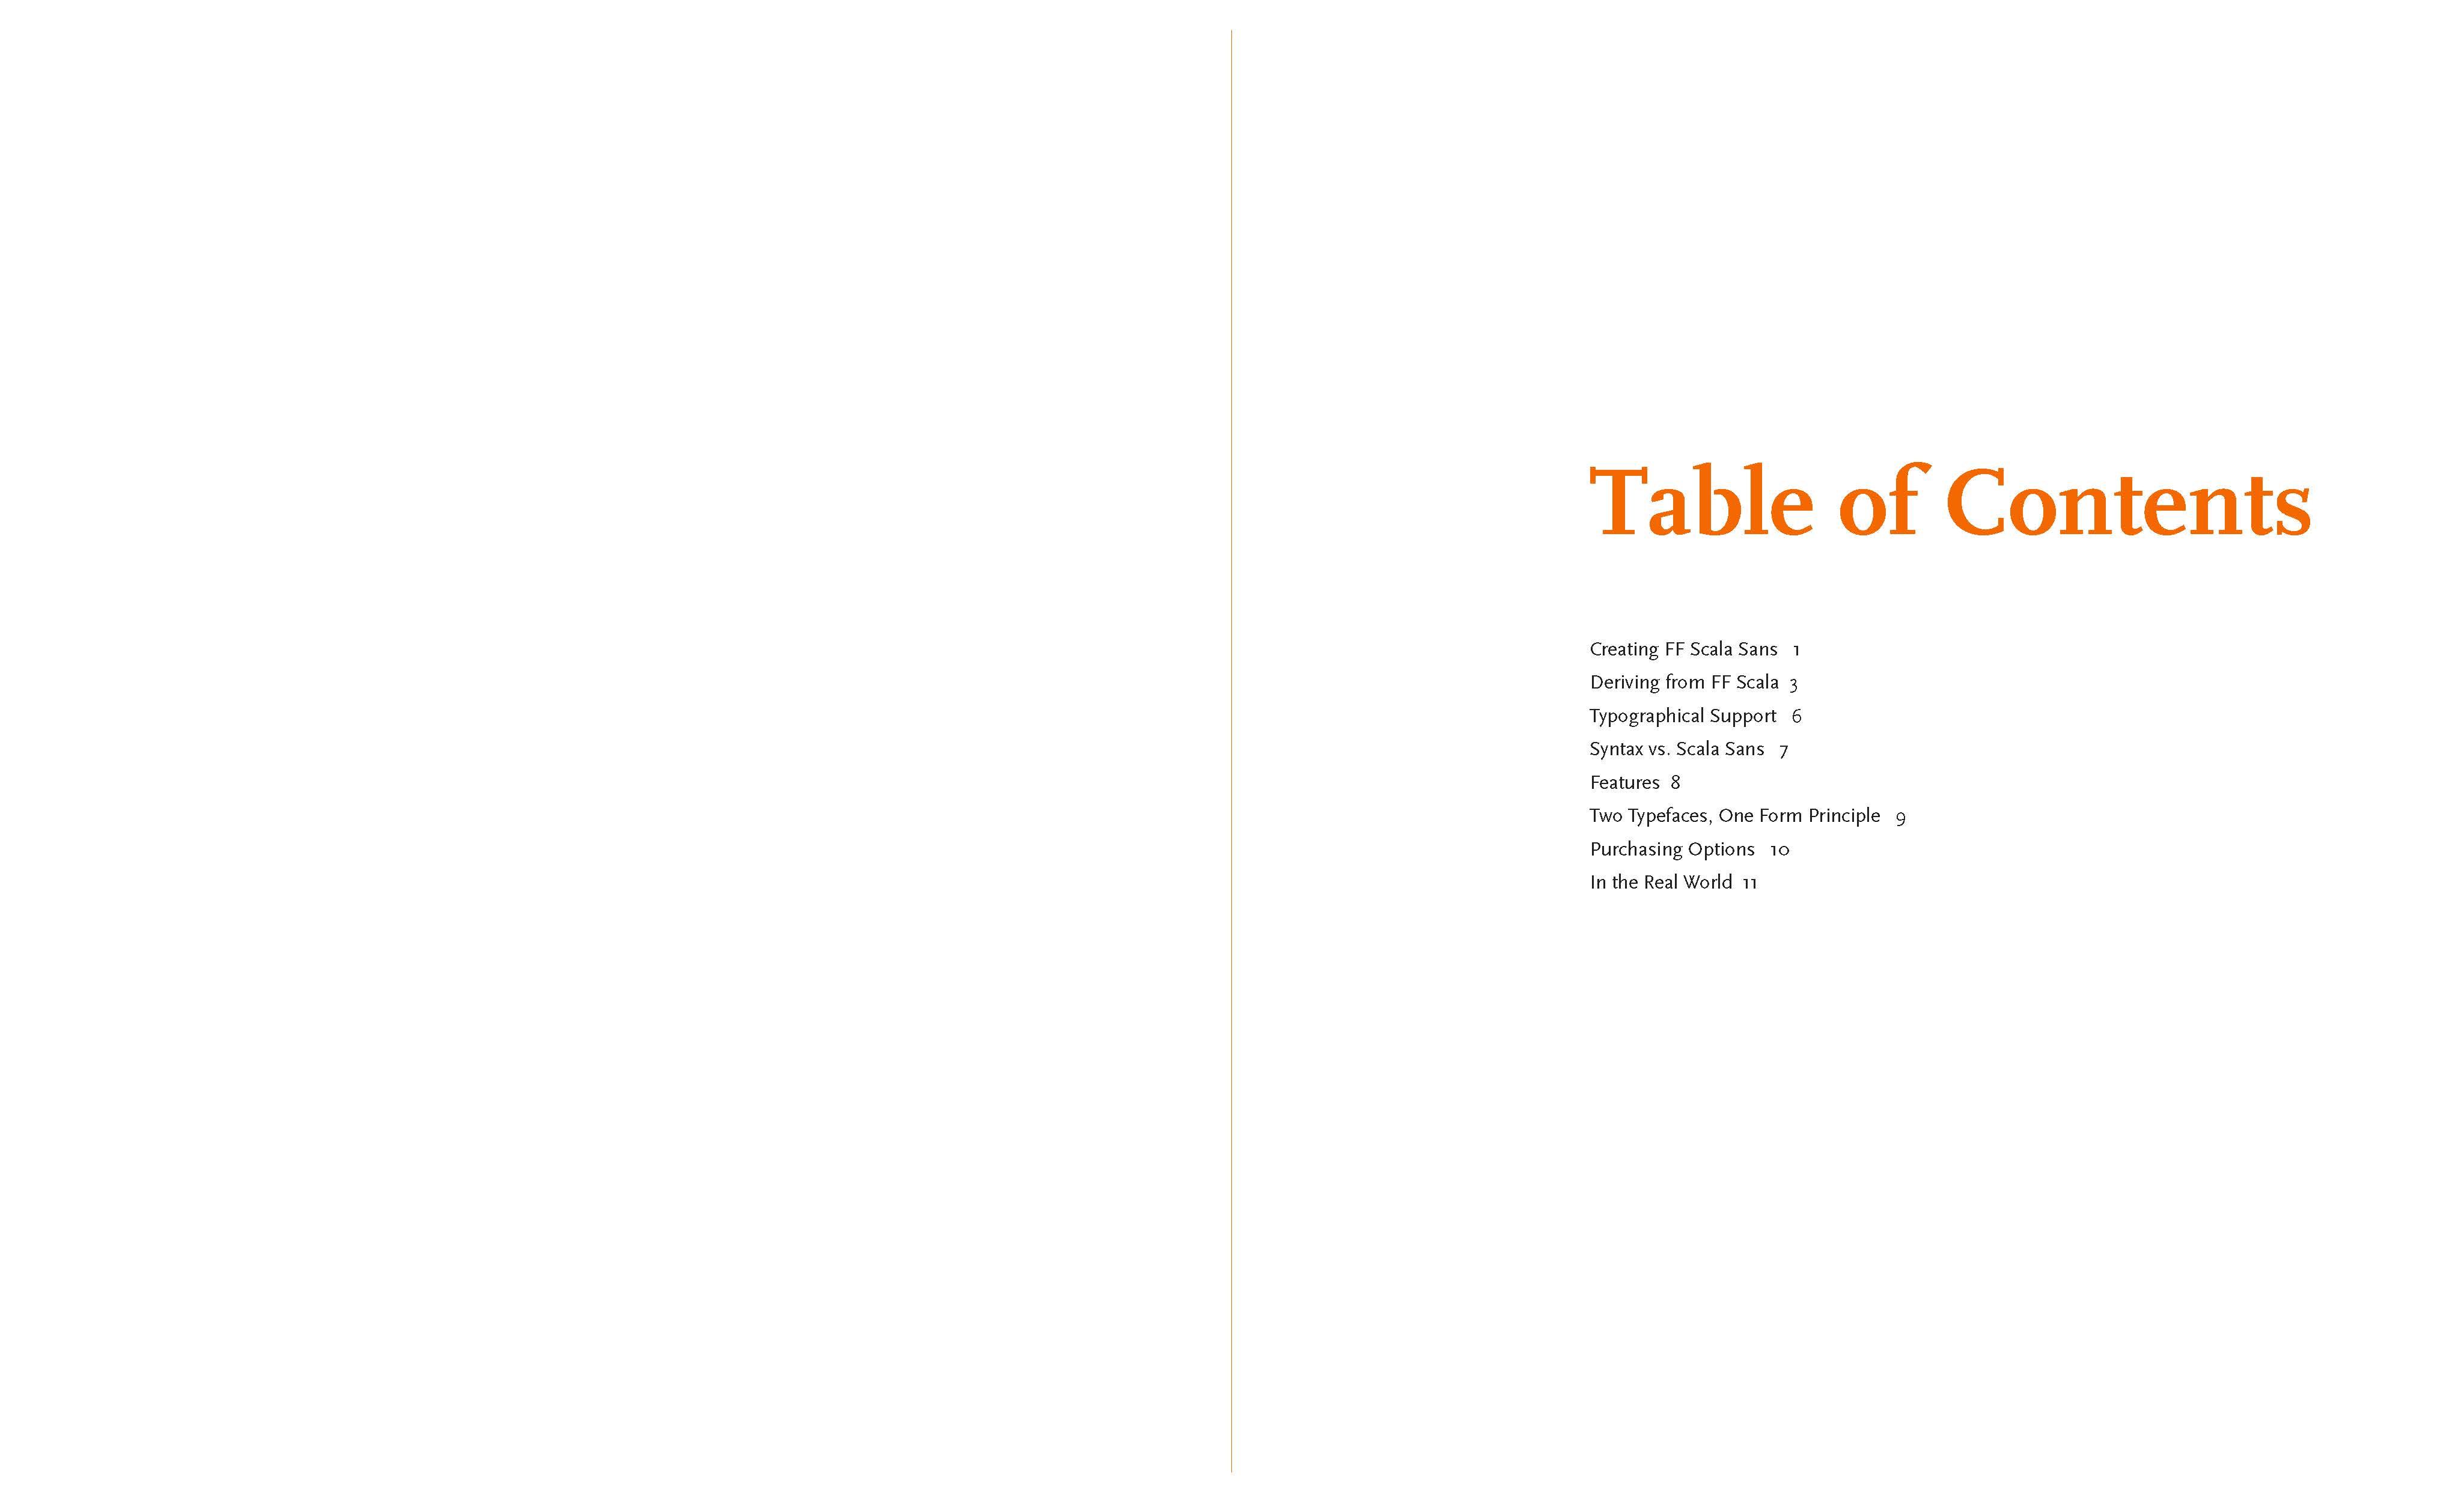 Table of Contents
Creating FF Scala Sans 1
Deriving from FF Scala 3
Typographical Support 6
Syntax vs. Scala Sans 7
Features 8
Two Typefaces, One Form Principle 9
Purchasing Options 10
In the Real World 11